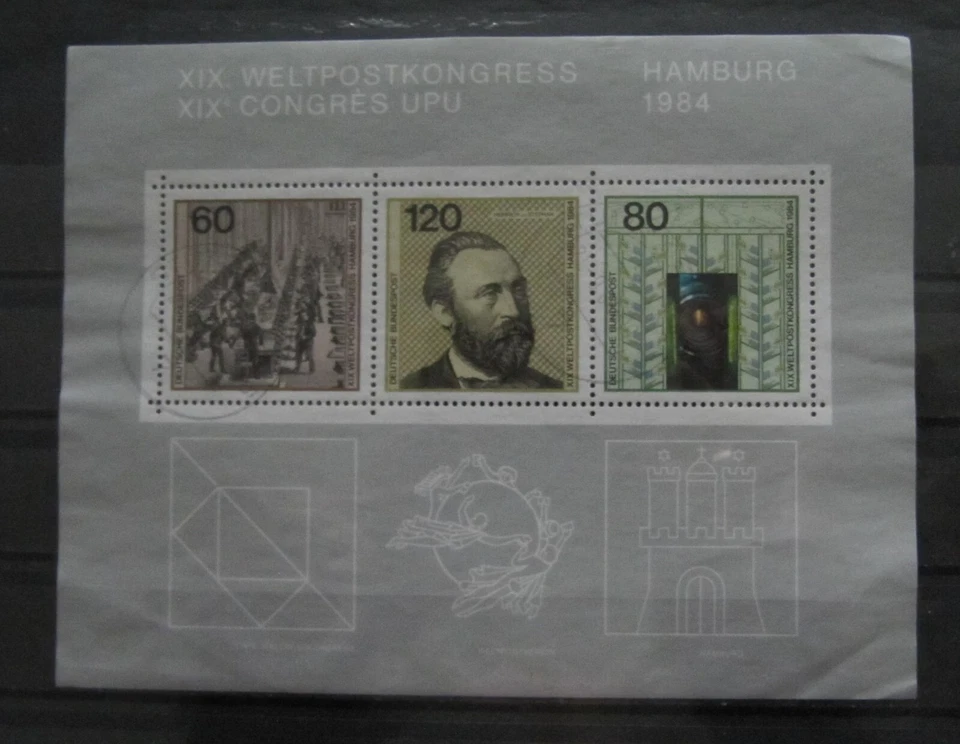 XIX. WELTPOSTKONGRESS HAMBURG
XIXᵉ CONGRÈS UPU 1984
60
DEUTSCHE BUNDESPOST
XIX WELTPOSTKONGRESS HAMBURG 1984
120
DEUTSCHE BUNDESPOST
XIX WELTPOSTKONGRESS HAMBURG 1984
80
DEUTSCHE BUNDESPOST
XIX WELTPOSTKONGRESS HAMBURG 1984
HAMBURG